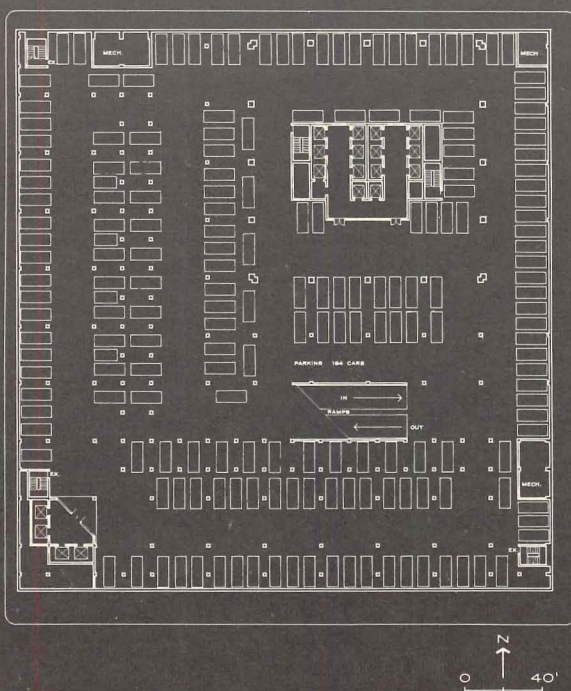 EX.
MECH.
MECH
PARKING 194 CARS
IN
RAMPS
OUT
EX.
MECH.
EX.
N
0 40'